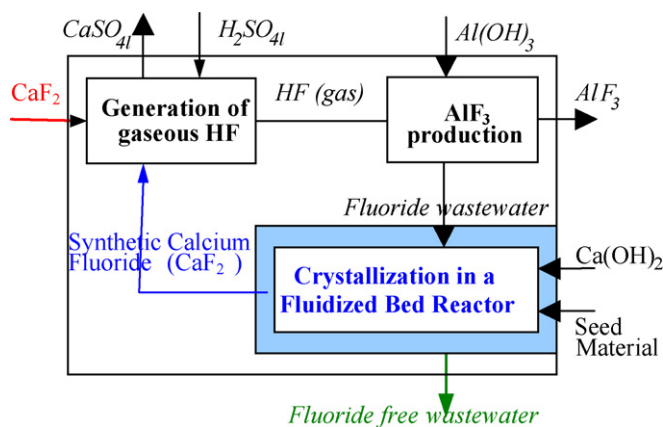 CaSO4l
H2SO4l
Al(OH)3
CaF2
Generation of
gaseous HF
HF (gas)
AlF3
production
AlF3
Fluoride wastewater
Synthetic Calcium
Fluoride (CaF2 )
Crystallization in a
Fluidized Bed Reactor
Ca(OH)2
Seed
Material
Fluoride free wastewater